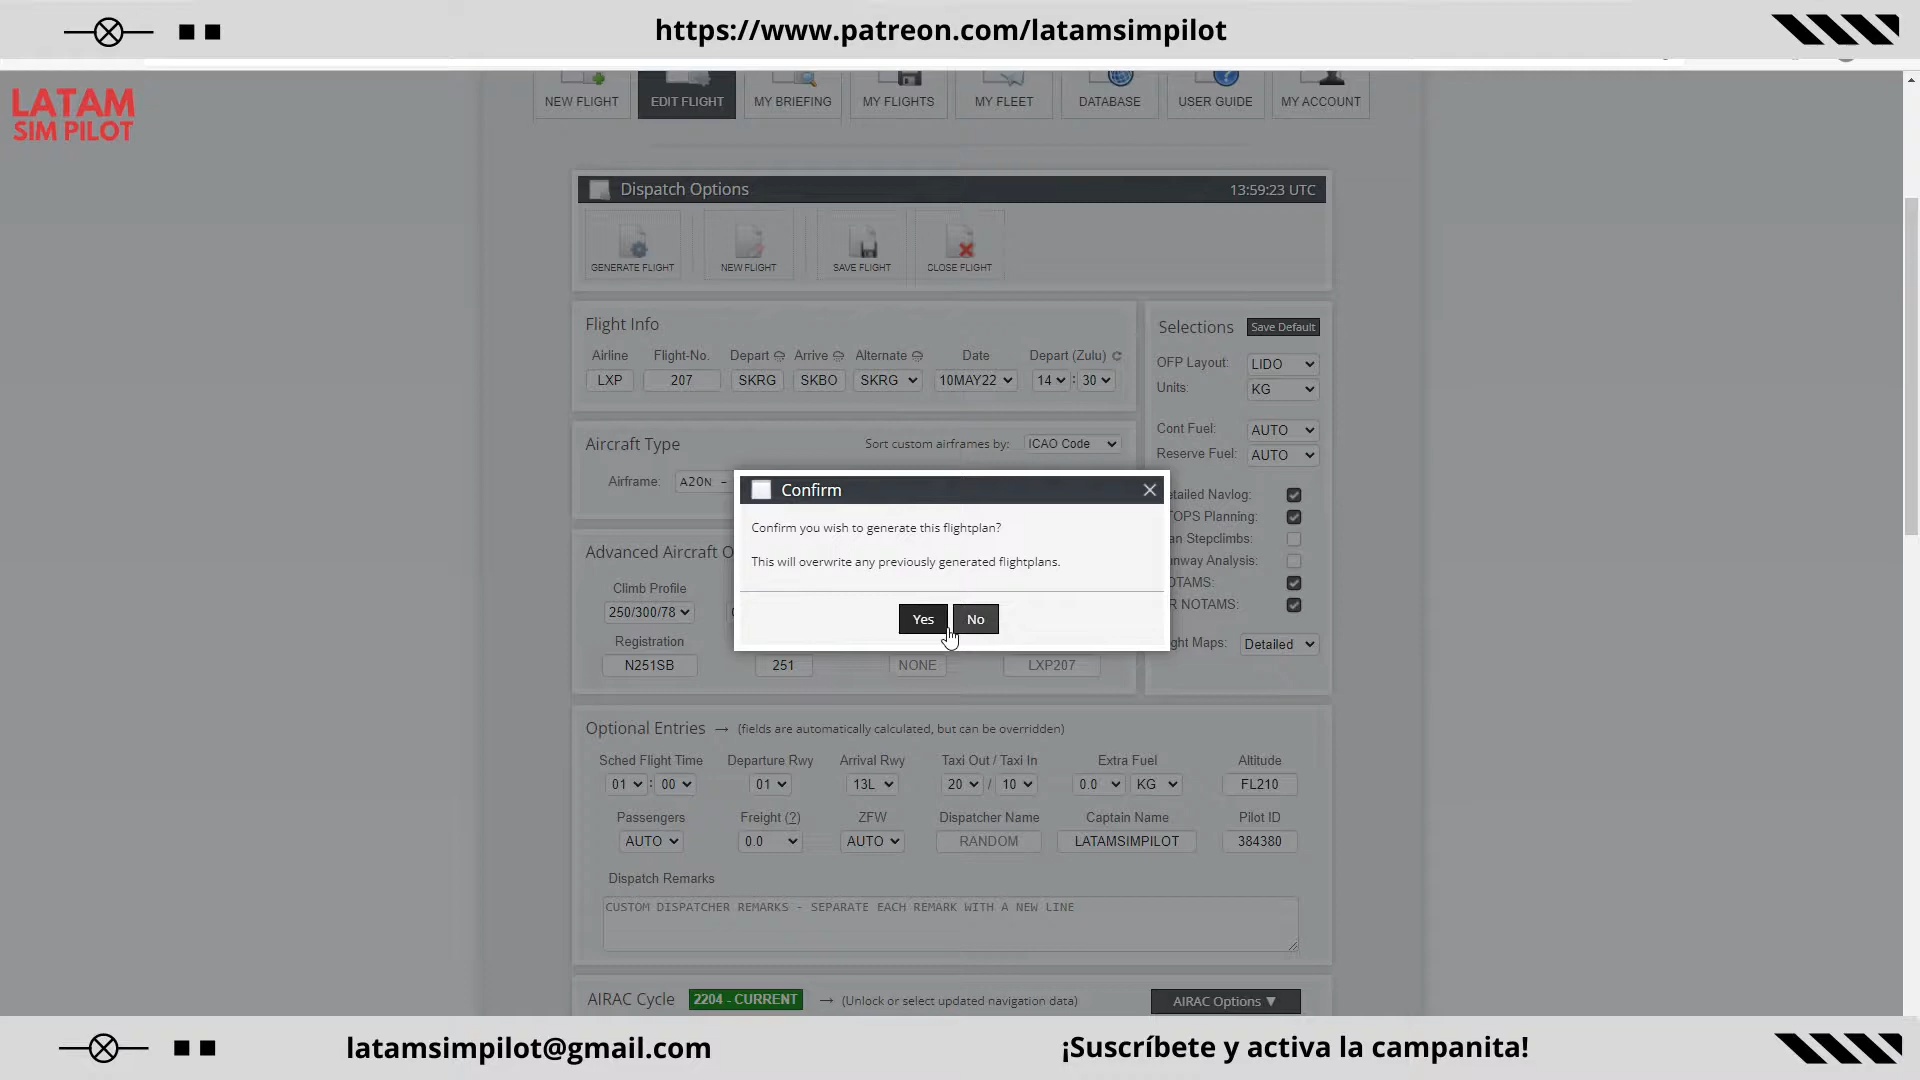 https://www.patreon.com/latamsimpilot
LATAM
SIM PILOT
NEW FLIGHT EDIT FLIGHT MY BRIEFING MY FLIGHTS MY FLEET DATABASE USER GUIDE MY ACCOUNT
Dispatch Options 13:59:23 UTC
GENERATE FLIGHT NEW FLIGHT SAVE FLIGHT CLOSE FLIGHT
Flight Info
Airline Flight-No. Depart Arrive Alternate Date Depart (Zulu)
LXP 207 SKRG SKBO SKRG 10MAY22 14 : 30
Selections Save Default
OFP Layout: LIDO
Units: KG
Cont Fuel: AUTO
Reserve Fuel: AUTO
Aircraft Type Sort custom airframes by: ICAO Code
Airframe: A20N -
etailed Navlog:
TOPS Planning:
an Stepclimbs:
nway Analysis:
OTAMS:
R NOTAMS:
ght Maps: Detailed
Confirm
Confirm you wish to generate this flightplan?
This will overwrite any previously generated flightplans.
Yes No
Advanced Aircraft O
Climb Profile
250/300/78
Registration
N251SB 251 NONE LXP207
Optional Entries → (fields are automatically calculated, but can be overridden)
Sched Flight Time Departure Rwy Arrival Rwy Taxi Out / Taxi In Extra Fuel Altitude
01 : 00 01 13L 20 / 10 0.0 KG FL210
Passengers Freight (?) ZFW Dispatcher Name Captain Name Pilot ID
AUTO 0.0 AUTO RANDOM LATAMSIMPILOT 384380
Dispatch Remarks
CUSTOM DISPATCHER REMARKS - SEPARATE EACH REMARK WITH A NEW LINE
AIRAC Cycle 2204 - CURRENT → (Unlock or select updated navigation data) AIRAC Options ▼
latamsimpilot@gmail.com
¡Suscríbete y activa la campanita!